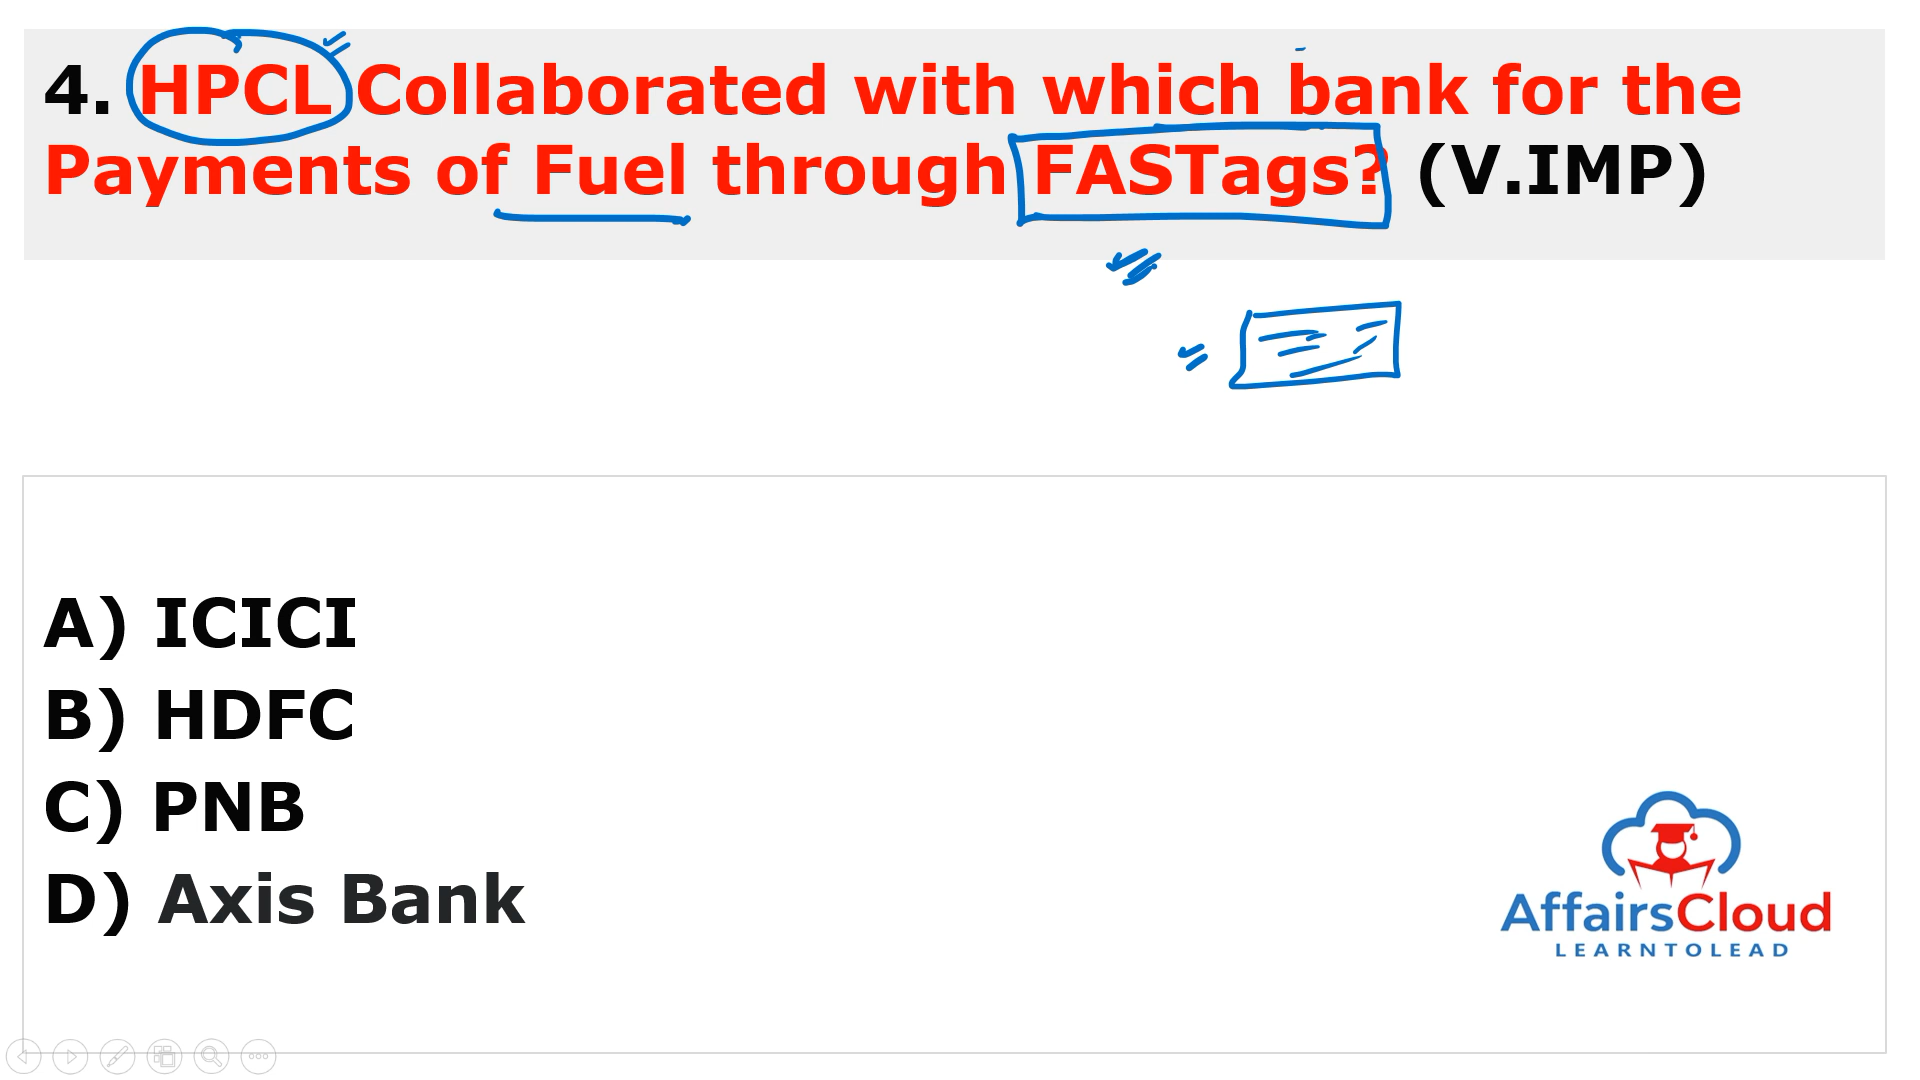 4. HPCL Collaborated with which bank for the
Payments of Fuel through FASTags? (V.IMP)
A) ICICI
B) HDFC
C) PNB
D) Axis Bank
AffairsCloud
LEARNTOLEAD